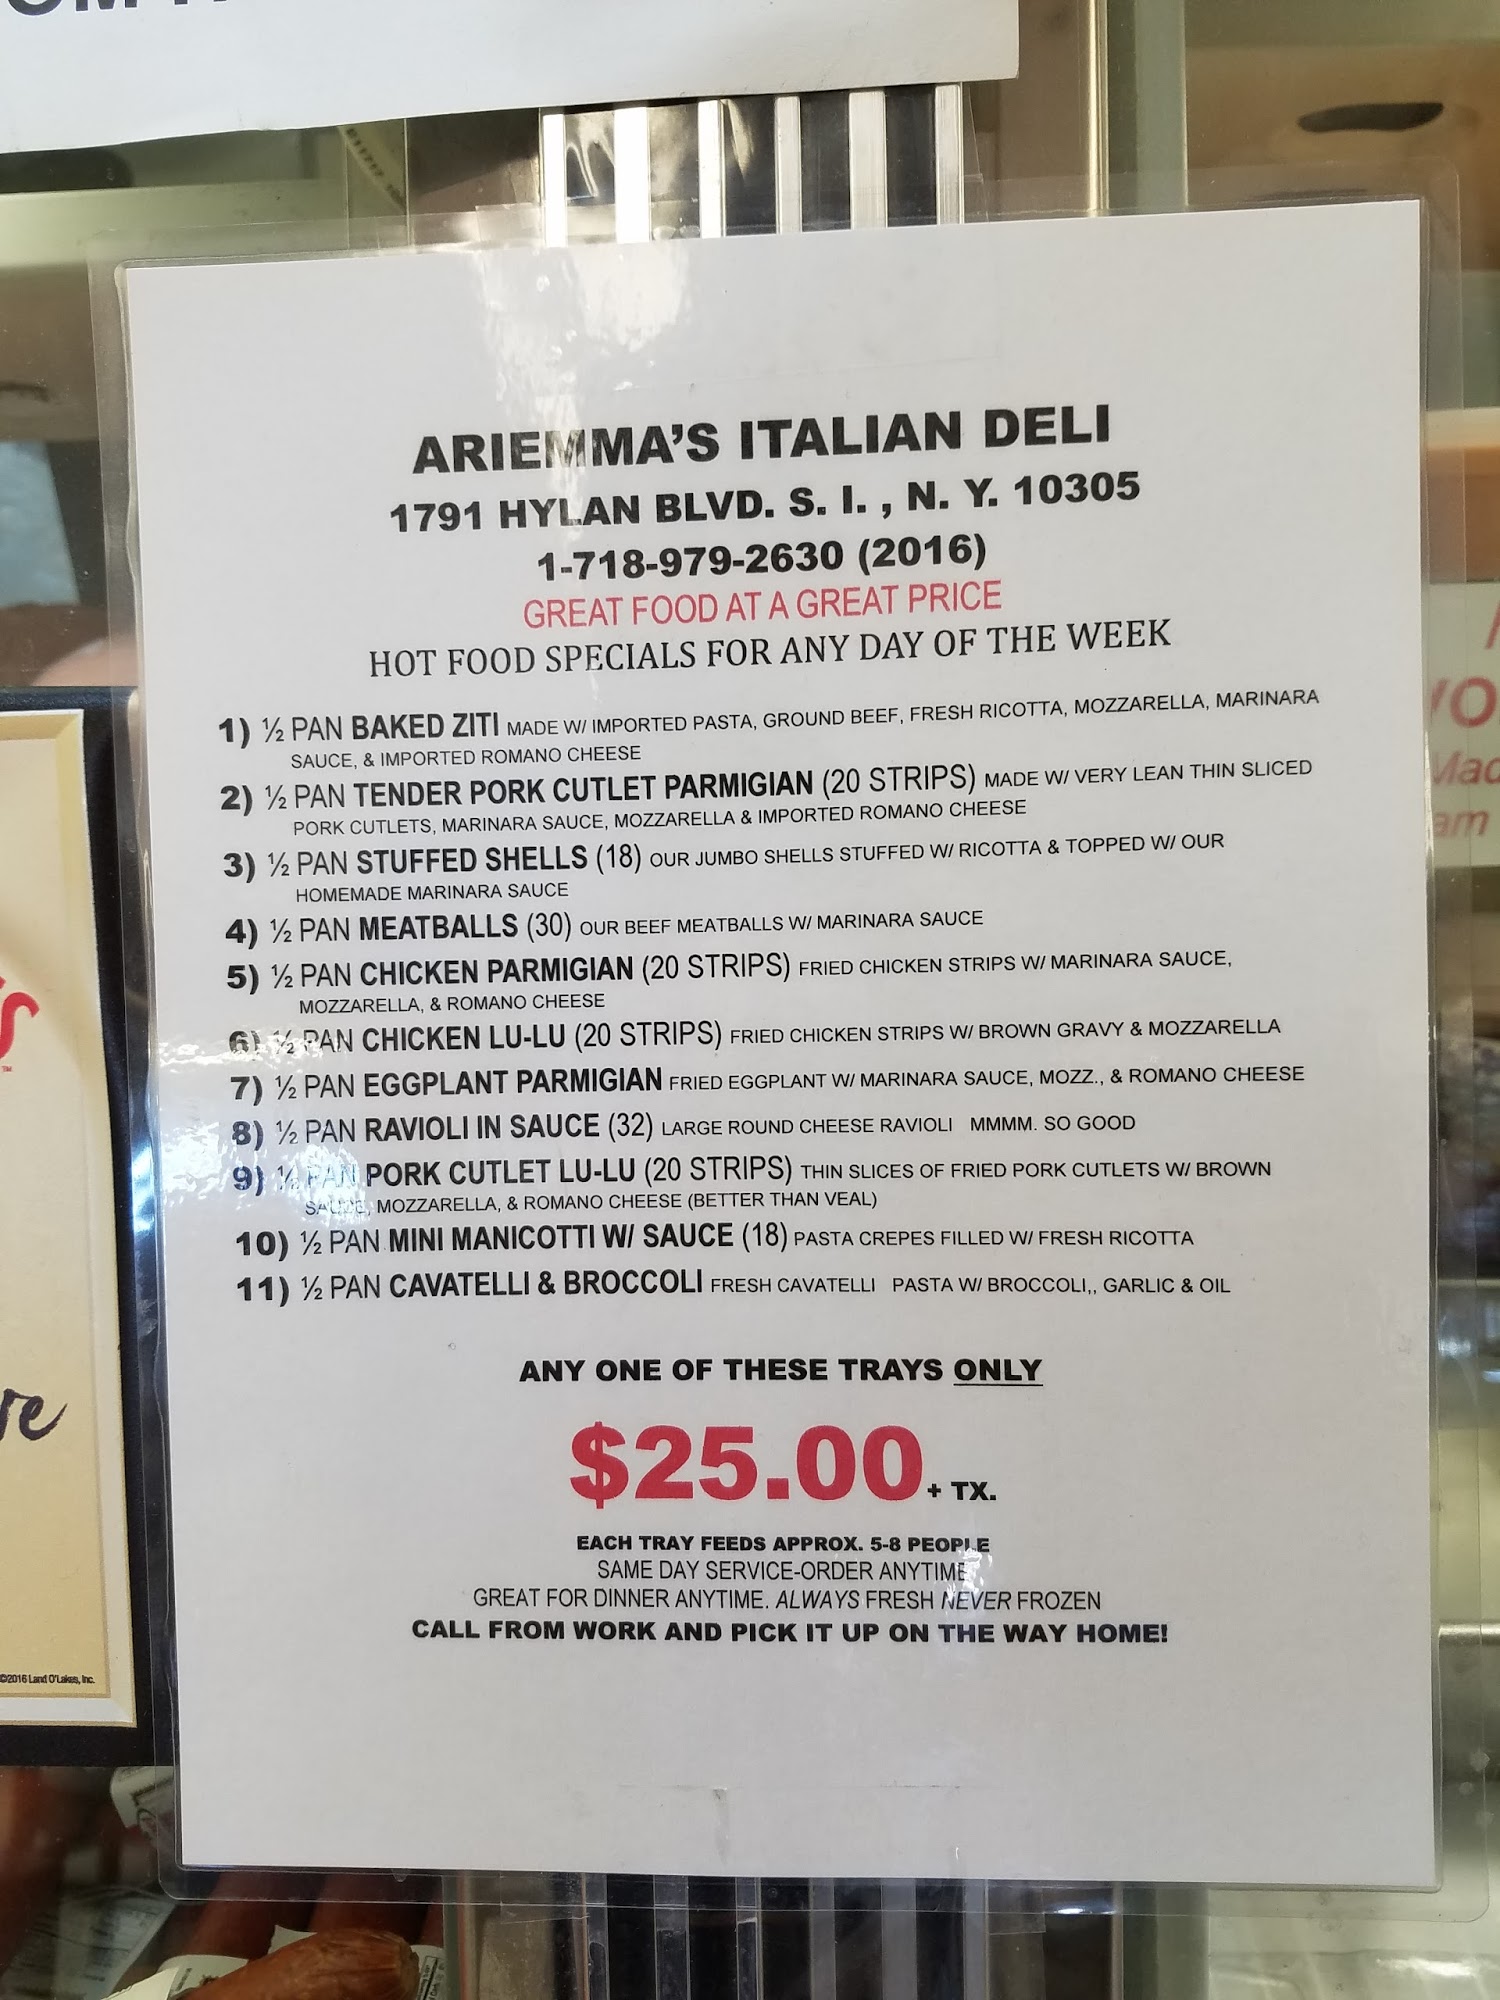 ARIEMMA'S ITALIAN DELI
1791 HYLAN BLVD. S. I. , N. Y. 10305
1-718-979-2630 (2016)
GREAT FOOD AT A GREAT PRICE
HOT FOOD SPECIALS FOR ANY DAY OF THE WEEK
1) ½ PAN BAKED ZITI MADE W/ IMPORTED PASTA, GROUND BEEF, FRESH RICOTTA, MOZZARELLA, MARINARA
SAUCE, & IMPORTED ROMANO CHEESE
2) ½ PAN TENDER PORK CUTLET PARMIGIAN (20 STRIPS) MADE W/ VERY LEAN THIN SLICED
PORK CUTLETS, MARINARA SAUCE, MOZZARELLA & IMPORTED ROMANO CHEESE
3) ½ PAN STUFFED SHELLS (18) OUR JUMBO SHELLS STUFFED W/ RICOTTA & TOPPED W/ OUR
HOMEMADE MARINARA SAUCE
4) ½ PAN MEATBALLS (30) OUR BEEF MEATBALLS W/ MARINARA SAUCE
5) ½ PAN CHICKEN PARMIGIAN (20 STRIPS) FRIED CHICKEN STRIPS W/ MARINARA SAUCE,
MOZZARELLA, & ROMANO CHEESE
6) ½ PAN CHICKEN LU-LU (20 STRIPS) FRIED CHICKEN STRIPS W/ BROWN GRAVY & MOZZARELLA
7) ½ PAN EGGPLANT PARMIGIAN FRIED EGGPLANT W/ MARINARA SAUCE, MOZZ., & ROMANO CHEESE
8) ½ PAN RAVIOLI IN SAUCE (32) LARGE ROUND CHEESE RAVIOLI MMMM. SO GOOD
9) ½ PAN PORK CUTLET LU-LU (20 STRIPS) THIN SLICES OF FRIED PORK CUTLETS W/ BROWN
SAUCE, MOZZARELLA, & ROMANO CHEESE (BETTER THAN VEAL)
10) ½ PAN MINI MANICOTTI W/ SAUCE (18) PASTA CREPES FILLED W/ FRESH RICOTTA
11) ½ PAN CAVATELLI & BROCCOLI FRESH CAVATELLI PASTA W/ BROCCOLI,, GARLIC & OIL
ANY ONE OF THESE TRAYS ONLY
$25.00 + TX.
EACH TRAY FEEDS APPROX. 5-8 PEOPLE
SAME DAY SERVICE-ORDER ANYTIME
GREAT FOR DINNER ANYTIME. ALWAYS FRESH NEVER FROZEN
CALL FROM WORK AND PICK IT UP ON THE WAY HOME!
©2016 Land O'Lakes, Inc.